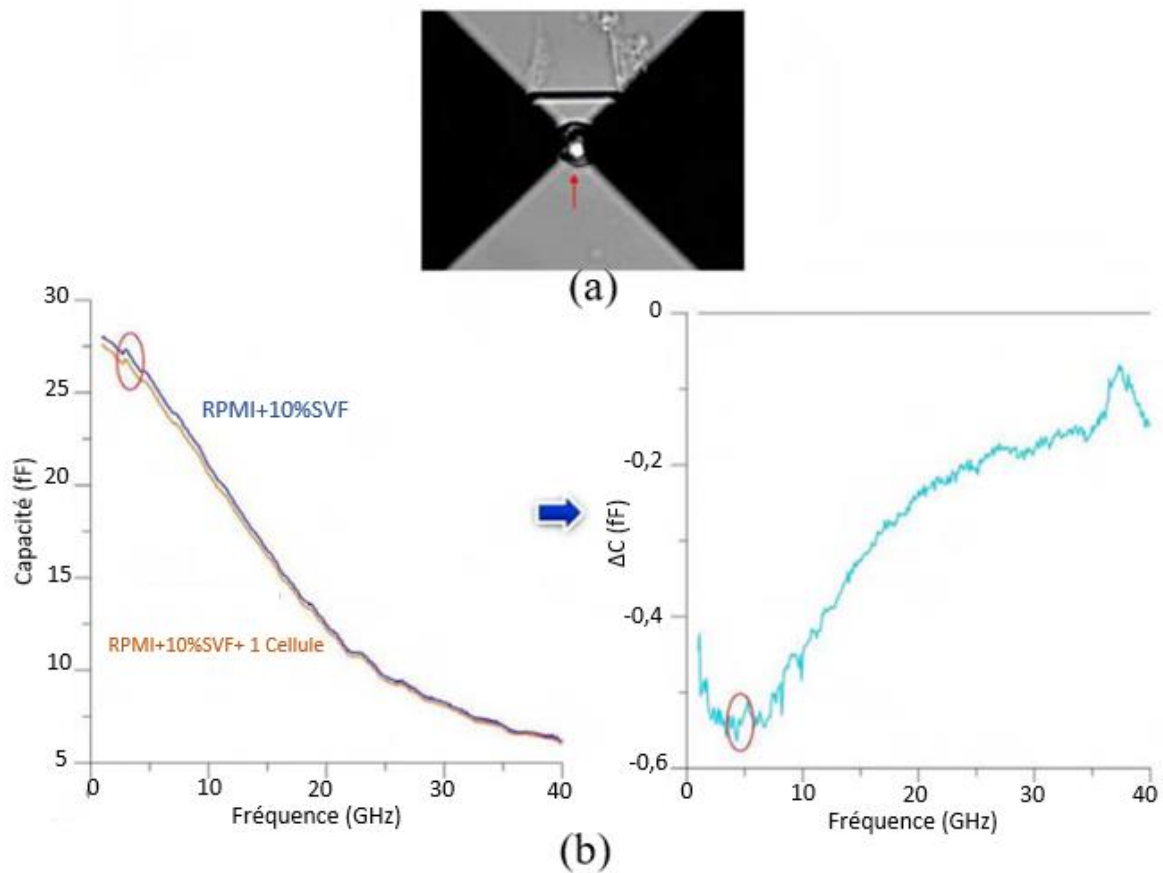 (a)
30
25
20
15
10
5
Capacité (fF)
RPMI+10%SVF
RPMI+10%SVF+ 1 Cellule
0
10
20
30
40
Fréquence (GHz)
0
-0,2
-0,4
-0,6
ΔC (fF)
0
10
20
30
40
Fréquence (GHz)
(b)